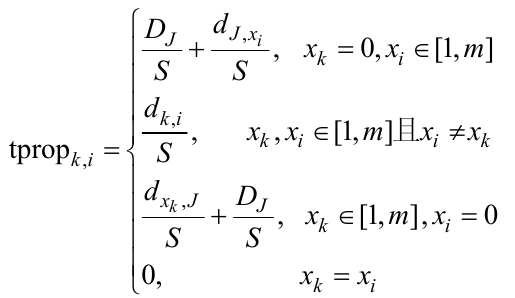 tprop_{k,i} = { D_J/S + d_{J,x_i}/S, x_k = 0, x_i ∈ [1, m]
d_{k,i}/S, x_k, x_i ∈ [1, m]且x_i ≠ x_k
d_{x_k,J}/S + D_J/S, x_k ∈ [1, m], x_i = 0
0, x_k = x_i